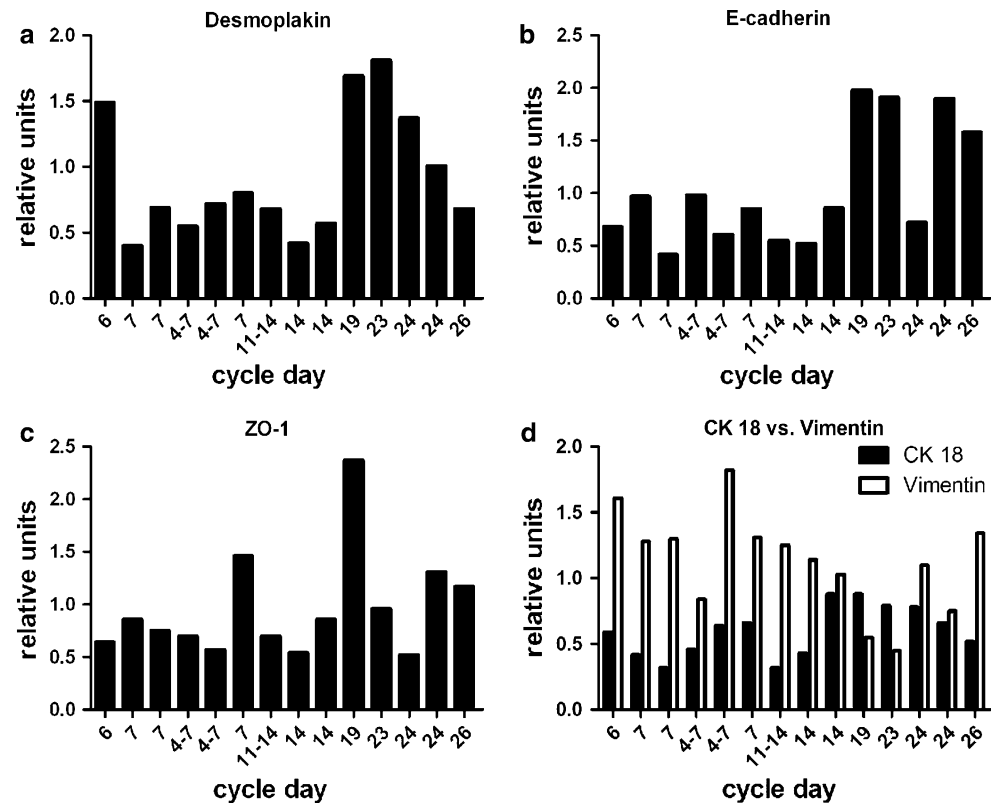 a
Desmoplakin
2.0
1.5
1.0
0.5
0.0
relative units
6 7 7 4-7 4-7 7 11-14 14 14 19 23 24 24 26
cycle day
b
E-cadherin
2.5
2.0
1.5
1.0
0.5
0.0
relative units
6 7 7 4-7 4-7 7 11-14 14 14 19 23 24 24 26
cycle day
c
ZO-1
2.5
2.0
1.5
1.0
0.5
0.0
relative units
6 7 7 4-7 4-7 7 11-14 14 14 19 23 24 24 26
cycle day
d
CK 18 vs. Vimentin
CK 18
Vimentin
2.0
1.5
1.0
0.5
0.0
relative units
6 7 7 4-7 4-7 7 11-14 14 14 19 23 24 24 26
cycle day